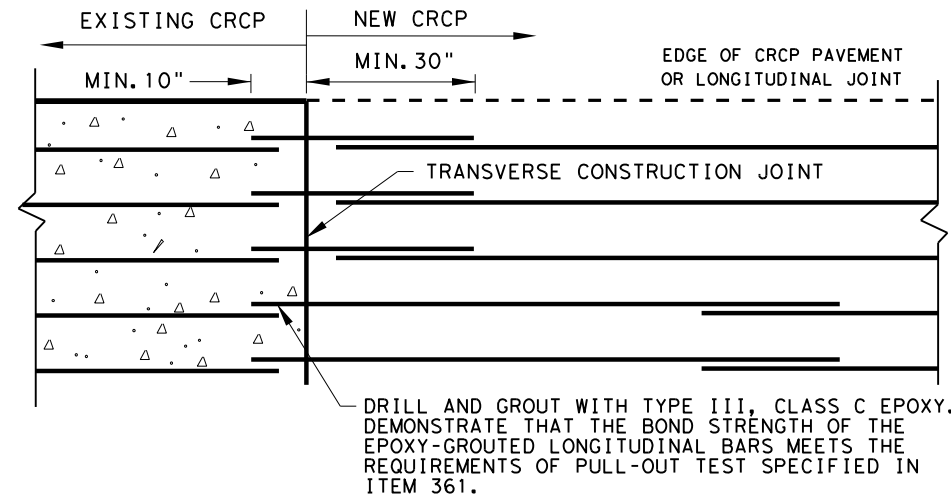 EXISTING CRCP
NEW CRCP
MIN. 10"
MIN. 30"
EDGE OF CRCP PAVEMENT
OR LONGITUDINAL JOINT
TRANSVERSE CONSTRUCTION JOINT
DRILL AND GROUT WITH TYPE III, CLASS C EPOXY.
DEMONSTRATE THAT THE BOND STRENGTH OF THE
EPOXY-GROUTED LONGITUDINAL BARS MEETS THE
REQUIREMENTS OF PULL-OUT TEST SPECIFIED IN
ITEM 361.